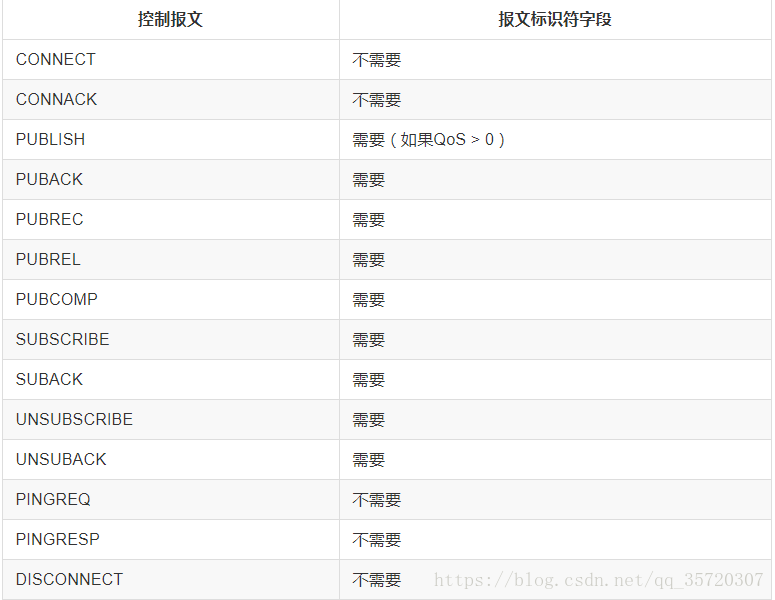 控制报文 报文标识符字段
CONNECT 不需要
CONNACK 不需要
PUBLISH 需要（如果QoS > 0）
PUBACK 需要
PUBREC 需要
PUBREL 需要
PUBCOMP 需要
SUBSCRIBE 需要
SUBACK 需要
UNSUBSCRIBE 需要
UNSUBACK 需要
PINGREQ 不需要
PINGRESP 不需要
DISCONNECT 不需要 https://blog.csdn.net/qq_35720307